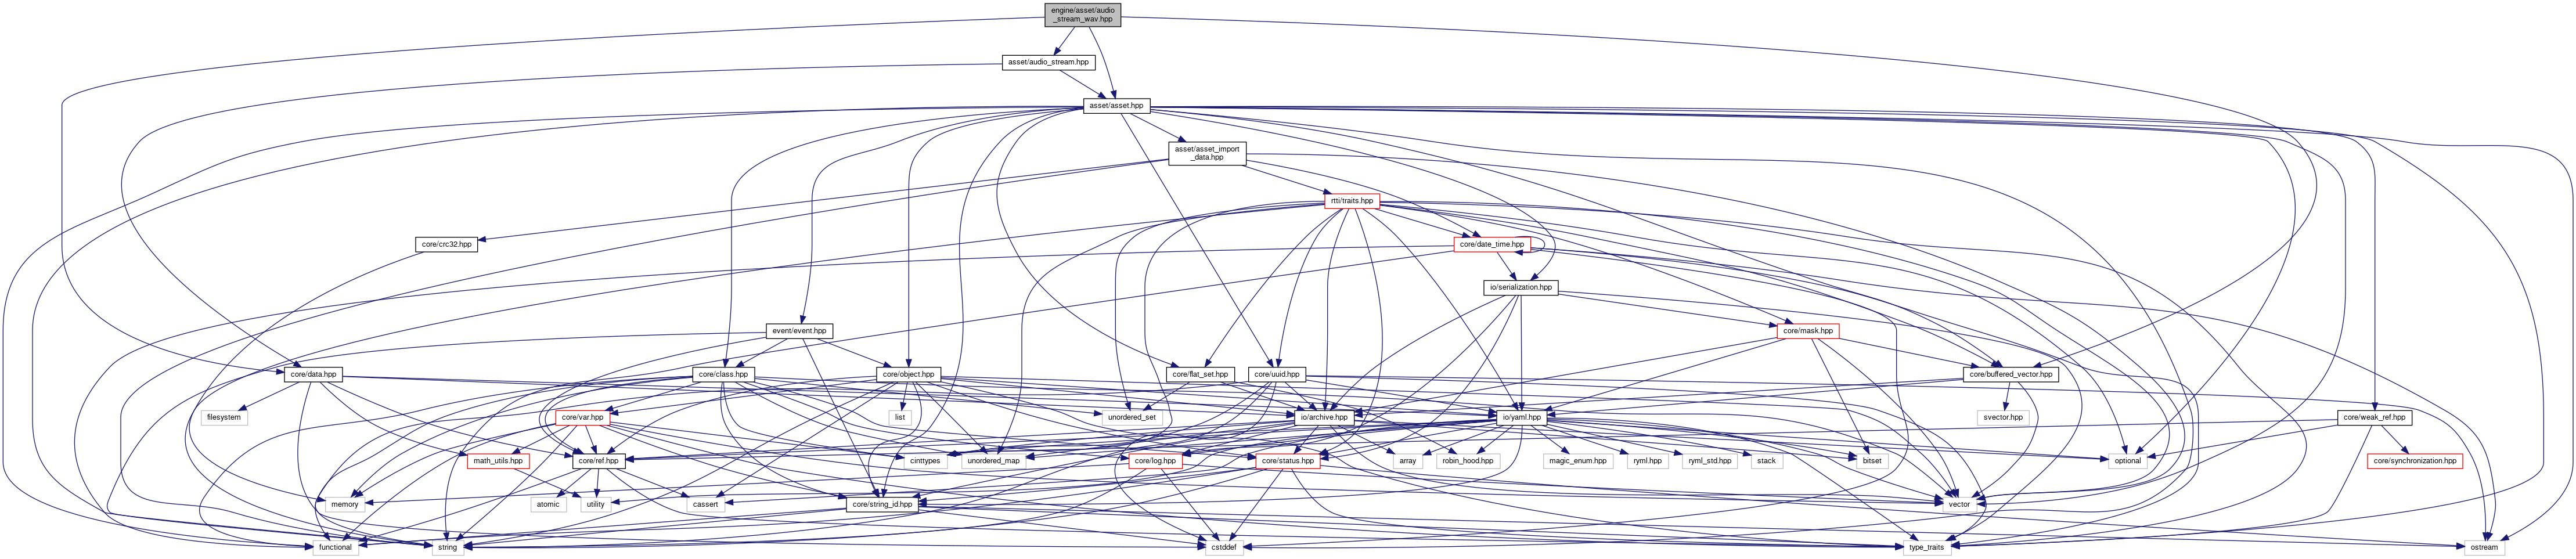 engine/asset/audio
_stream_wav.hpp
asset/audio_stream.hpp
asset/asset.hpp
asset/asset_import
_data.hpp
rtti/traits.hpp
core/crc32.hpp
core/date_time.hpp
io/serialization.hpp
event/event.hpp
core/mask.hpp
core/data.hpp
core/class.hpp
core/object.hpp
core/flat_set.hpp
core/uuid.hpp
core/buffered_vector.hpp
filesystem
core/var.hpp
list
unordered_set
io/archive.hpp
io/yaml.hpp
svector.hpp
core/weak_ref.hpp
math_utils.hpp
core/ref.hpp
cinttypes
unordered_map
core/log.hpp
core/status.hpp
array
robin_hood.hpp
magic_enum.hpp
ryml.hpp
ryml_std.hpp
stack
bitset
optional
core/synchronization.hpp
memory
atomic
utility
cassert
core/string_id.hpp
vector
functional
string
cstddef
type_traits
ostream